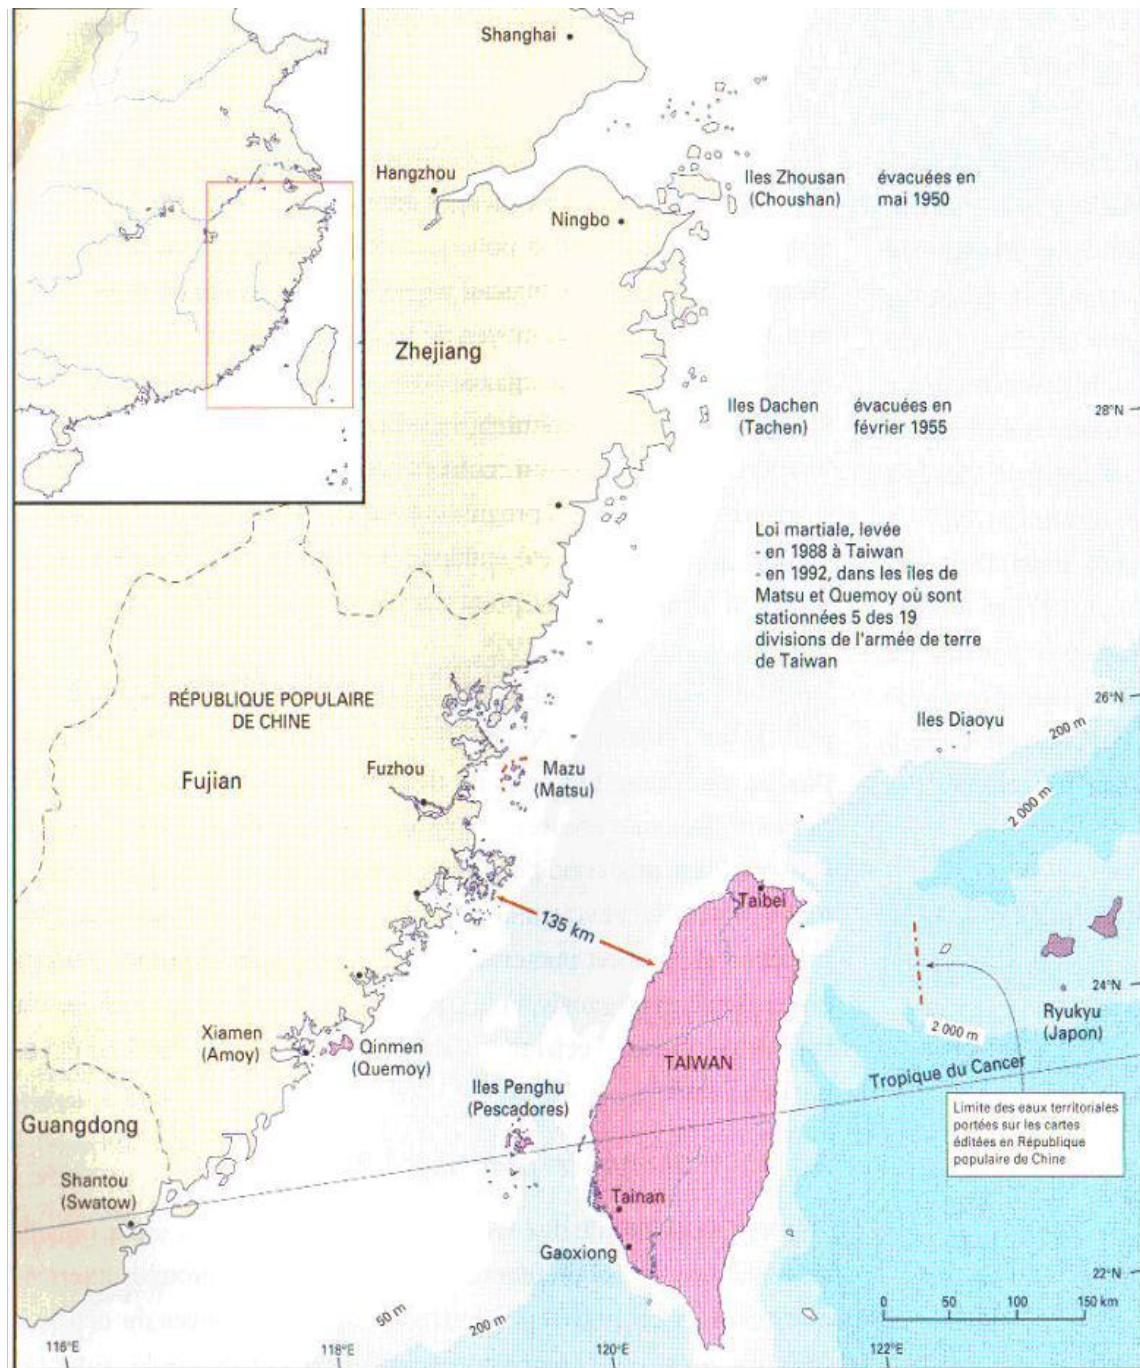 Shanghai
Hangzhou
Ningbo
Iles Zhousan
(Choushan)
évacuées en
mai 1950
Zhejiang
Iles Dachen
(Tachen)
évacuées en
février 1955
28°N
Loi martiale, levée
- en 1988 à Taiwan
- en 1992, dans les îles de
Matsu et Quemoy où sont
stationnées 5 des 19
divisions de l'armée de terre
de Taiwan
RÉPUBLIQUE POPULAIRE
DE CHINE
26°N
Iles Diaoyu
200 m
Fujian
Fuzhou
Mazu
(Matsu)
2 000 m
135 km
Taibei
24°N
Ryukyu
(Japon)
2 000 m
Xiamen
(Amoy)
Qinmen
(Quemoy)
TAIWAN
Tropique du Cancer
Iles Penghu
(Pescadores)
Limite des eaux territoriales
portées sur les cartes
éditées en République
populaire de Chine
Guangdong
Shantou
(Swatow)
Tainan
Gaoxiong
22°N
0 50 100 150 km
50 m
200 m
116°E
118°E
120°E
122°E